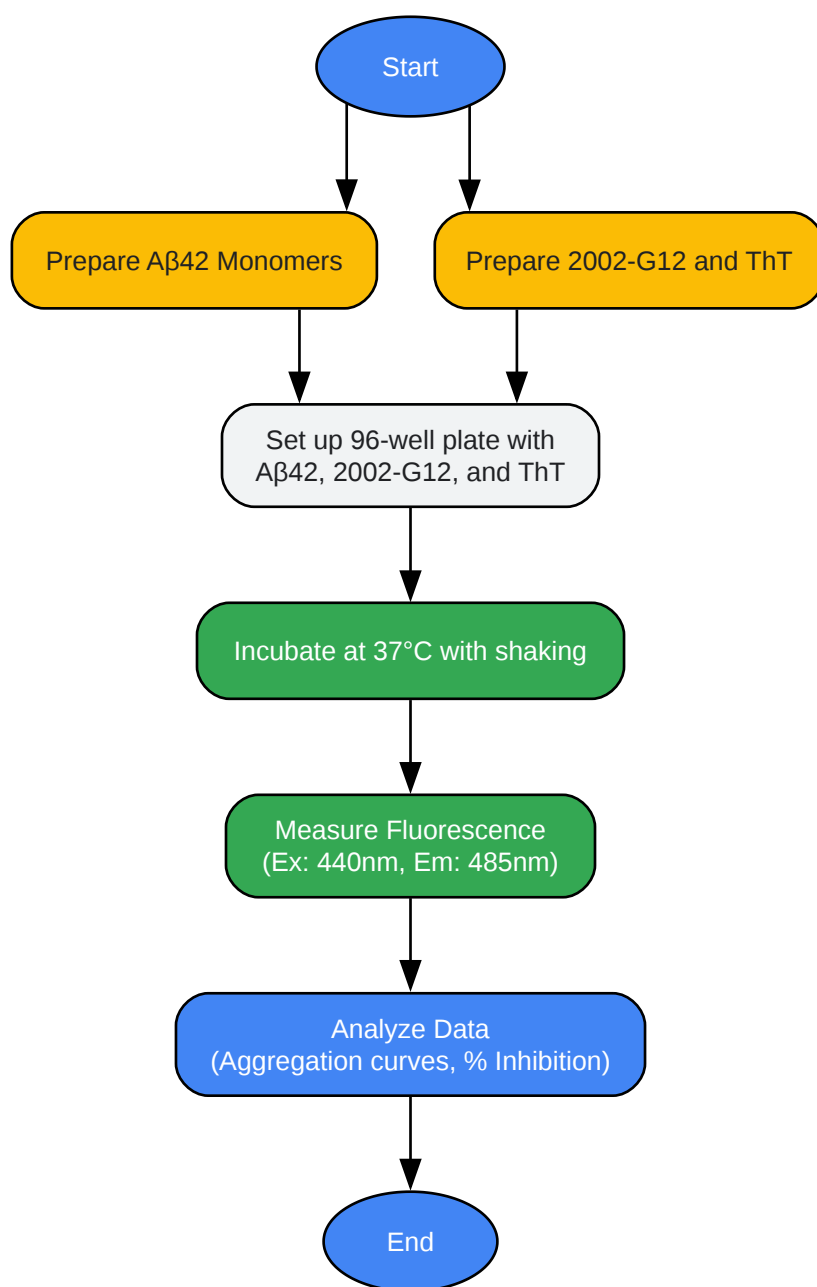 Start
Prepare Aβ42 Monomers
Prepare 2002-G12 and ThT
Set up 96-well plate with
Aβ42, 2002-G12, and ThT
Incubate at 37°C with shaking
Measure Fluorescence
(Ex: 440nm, Em: 485nm)
Analyze Data
(Aggregation curves, % Inhibition)
End